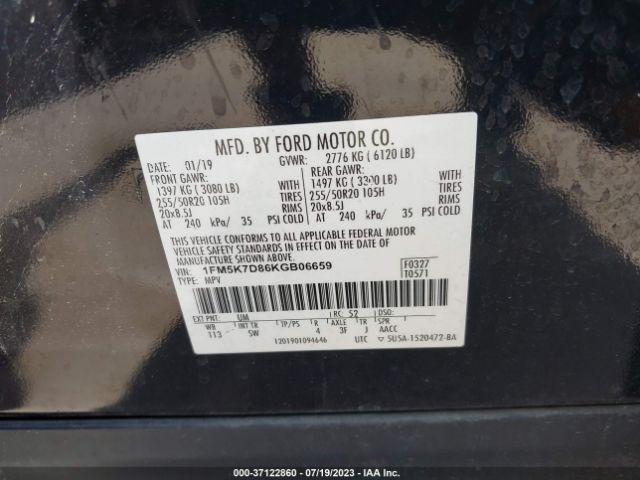 MFD. BY FORD MOTOR CO.
DATE: 01/19 GVWR: 2776 KG ( 6120 LB)
FRONT GAWR: REAR GAWR:
1397 KG ( 3080 LB) WITH 1497 KG ( 3300 LB) WITH
255/50R20 105H TIRES 255/50R20 105H TIRES
20x8.5J RIMS 20x8.5J RIMS
AT 240 kPa/ 35 PSI COLD AT 240 kPa/ 35 PSI COLD
THIS VEHICLE CONFORMS TO ALL APPLICABLE FEDERAL MOTOR
VEHICLE SAFETY STANDARDS IN EFFECT ON THE DATE OF
MANUFACTURE SHOWN ABOVE.
VIN: 1FM5K7D86KGB06659 F0327
TYPE: MPV T0571
EXT PNT: UM RC: 52 DSO:
WB INT TR TP/PS R AXLE TR SPR
113 SW 4 3F J AACC
1201901094646 UTC ▽ 5U5A-1520472-BA
Stock #: 37122860 / 07/19/2023 / IAA Inc.